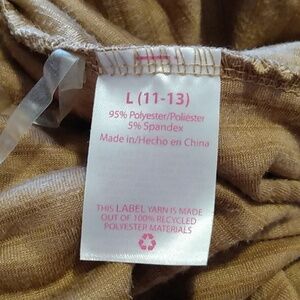 L (11-13)
95% Polyester/Poliéster
5% Spandex
Made in/Hecho en China
THIS LABEL YARN IS MADE
OUT OF 100% RECYCLED
POLYESTER MATERIALS